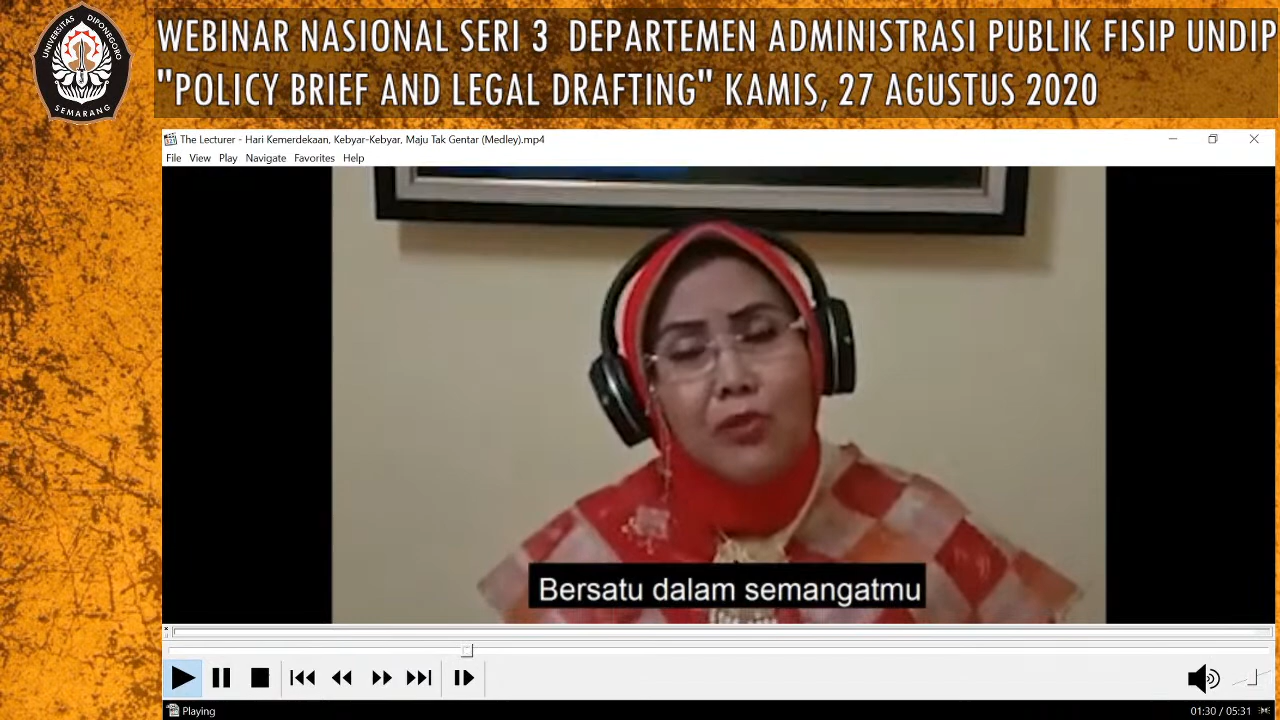 WEBINAR NASIONAL SERI 3 DEPARTEMEN ADMINISTRASI PUBLIK FISIP UNDIP
"POLICY BRIEF AND LEGAL DRAFTING" KAMIS, 27 AGUSTUS 2020
UNIVERSITAS DIPONEGORO
SEMARANG
The Lecturer - Hari Kemerdekaan, Kebyar-Kebyar, Maju Tak Gentar (Medley).mp4
File View Play Navigate Favorites Help
Bersatu dalam semangatmu
Playing
01:30 / 05:31